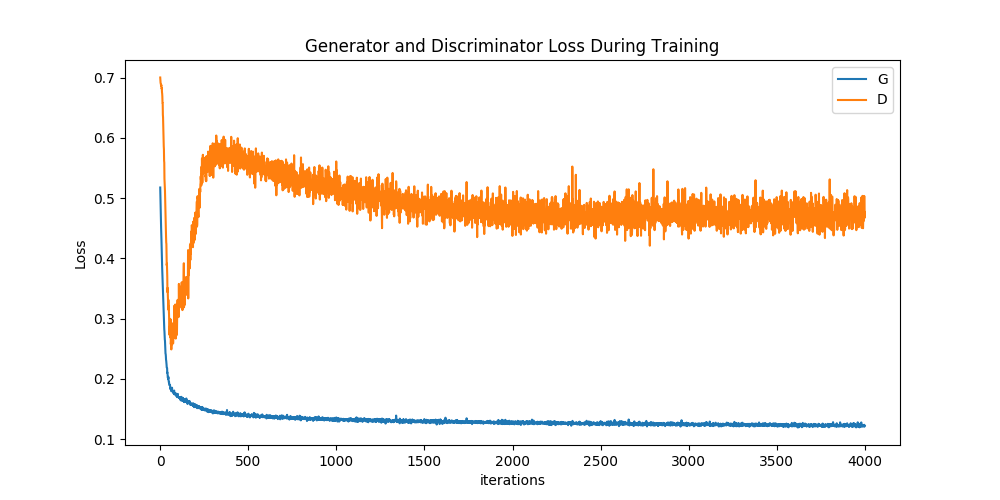 Generator and Discriminator Loss During Training
G
D
0.7
0.6
0.5
0.4
0.3
0.2
0.1
Loss
0 500 1000 1500 2000 2500 3000 3500 4000
iterations